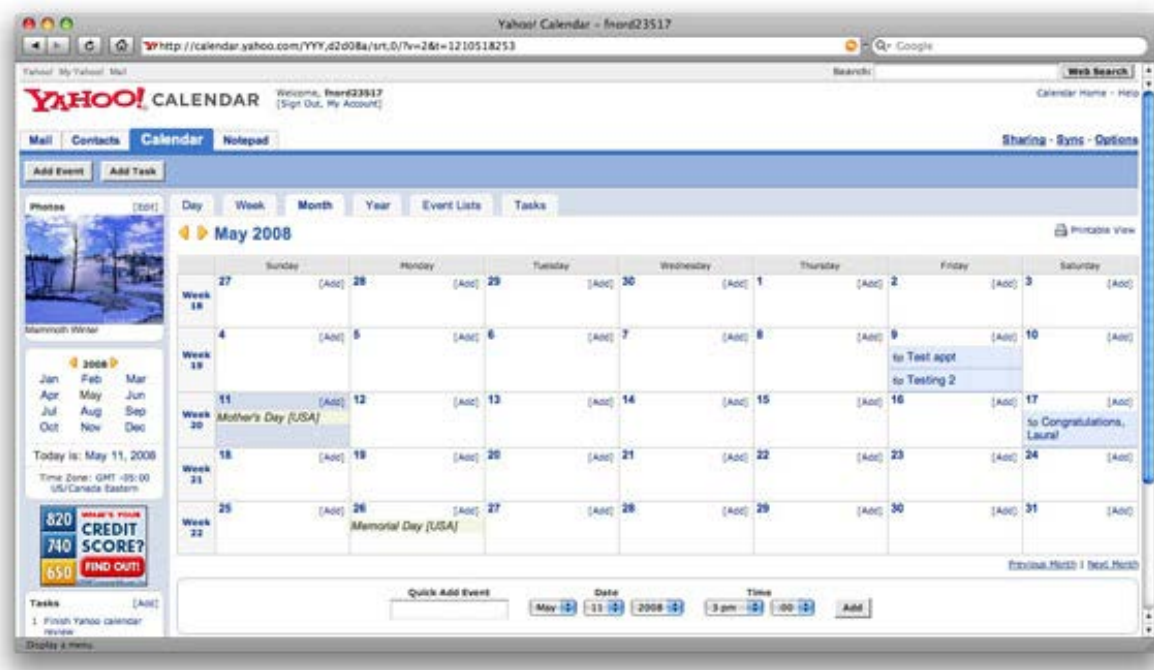 Yahoo! Calendar – fnord23517
http://calendar.yahoo.com/YYY,d2d08a/srt,0/?v=2&t=1210518253
Google
Yahoo! My Yahoo! Mail
Search:
Web Search
YAHOO! CALENDAR
Welcome, fnord23517
[Sign Out, My Account]
Calendar Home - Help
Mail Contacts Calendar Notepad
Sharing - Sync - Options
Add Event Add Task
Photos [Edit]
Mammoth Winter
Day Week Month Year Event Lists Tasks
May 2008
Printable View
Sunday Monday Tuesday Wednesday Thursday Friday Saturday
Week 18
27 [Add] 28 [Add] 29 [Add] 30 [Add] 1 [Add] 2 [Add] 3 [Add]
Week 19
4 [Add] 5 [Add] 6 [Add] 7 [Add] 8 [Add] 9 [Add] 10 [Add]
Test appt
Testing 2
Week 20
11 [Add] 12 [Add] 13 [Add] 14 [Add] 15 [Add] 16 [Add] 17 [Add]
Mother's Day [USA]
Congratulations,
Laura!
Week 21
18 [Add] 19 [Add] 20 [Add] 21 [Add] 22 [Add] 23 [Add] 24 [Add]
Week 22
25 [Add] 26 [Add] 27 [Add] 28 [Add] 29 [Add] 30 [Add] 31 [Add]
Memorial Day [USA]
Previous Month | Next Month
2008
Jan Feb Mar
Apr May Jun
Jul Aug Sep
Oct Nov Dec
Today is: May 11, 2008
Time Zone: GMT -05:00
US/Canada Eastern
820
740
650
WHAT'S YOUR
CREDIT
SCORE?
FIND OUT!
Tasks [Add]
1 Finish Yahoo calendar
review
Quick Add Event
Date
May 11 2008
Time
3 pm :00
Add
Display a menu